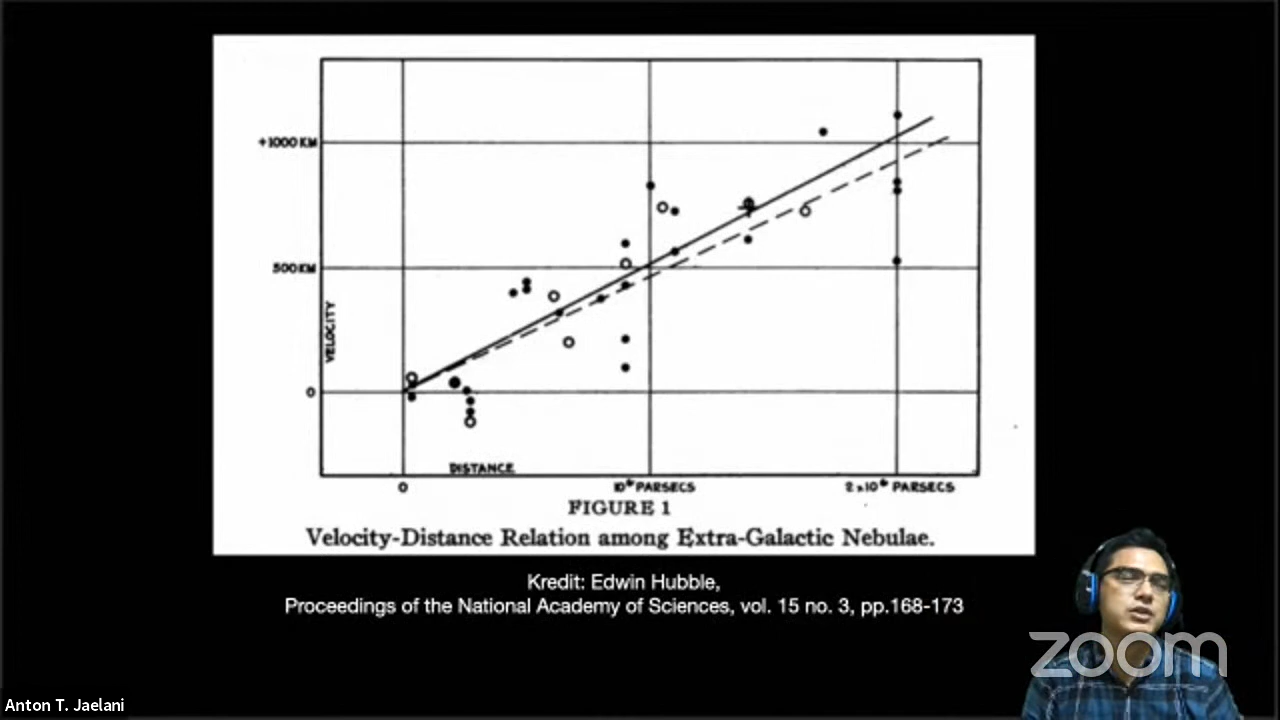 +1000 KM
500 KM
0
VELOCITY
DISTANCE
0
10⁶ PARSECS
2×10⁶ PARSECS
FIGURE 1
Velocity-Distance Relation among Extra-Galactic Nebulae.
Kredit: Edwin Hubble,
Proceedings of the National Academy of Sciences, vol. 15 no. 3, pp.168-173
zoom
Anton T. Jaelani